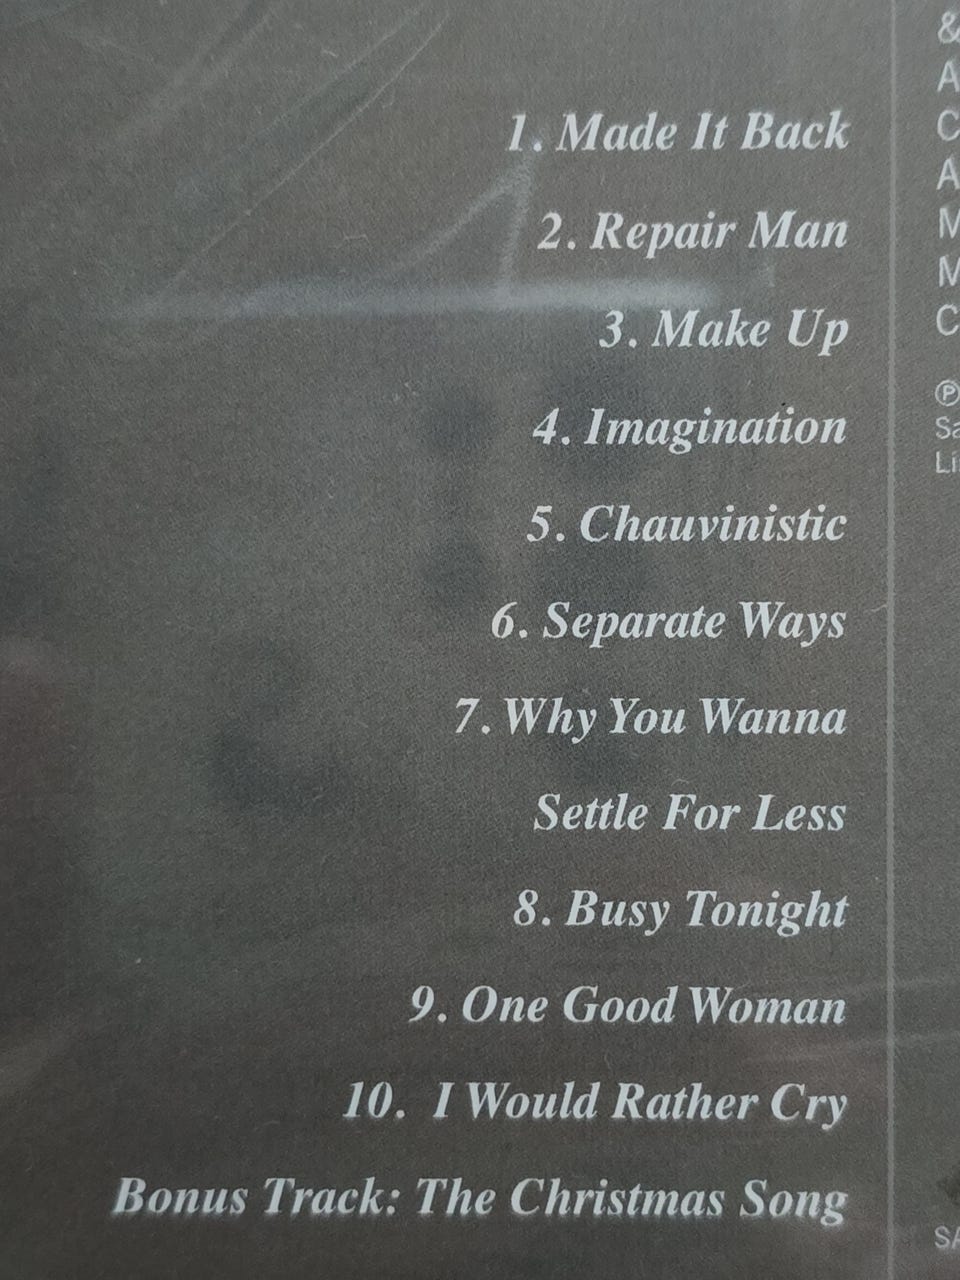 1. Made It Back
2. Repair Man
3. Make Up
4. Imagination
5. Chauvinistic
6. Separate Ways
7. Why You Wanna
Settle For Less
8. Busy Tonight
9. One Good Woman
10. I Would Rather Cry
Bonus Track: The Christmas Song
&
℗